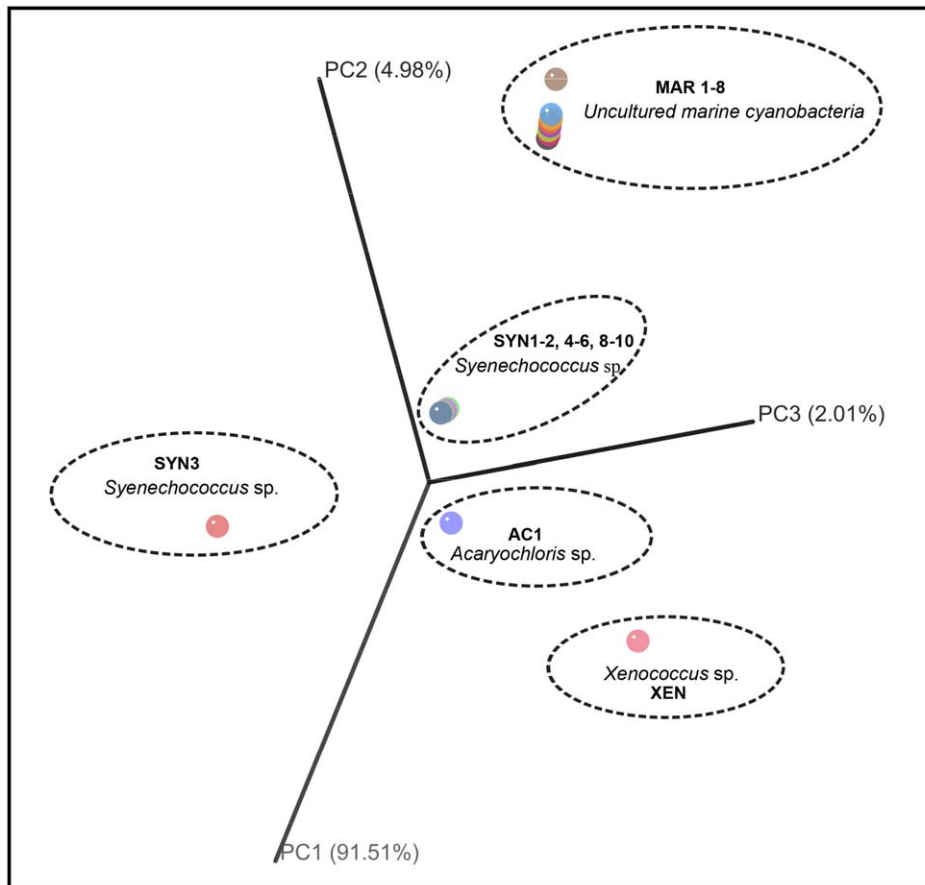 PC2 (4.98%)
MAR 1-8
Uncultured marine cyanobacteria
SYN1-2, 4-6, 8-10
Syenechococcus sp
PC3 (2.01%)
SYN3
Syenechococcus sp.
AC1
Acaryochloris sp.
Xenococcus sp.
XEN
PC1 (91.51%)